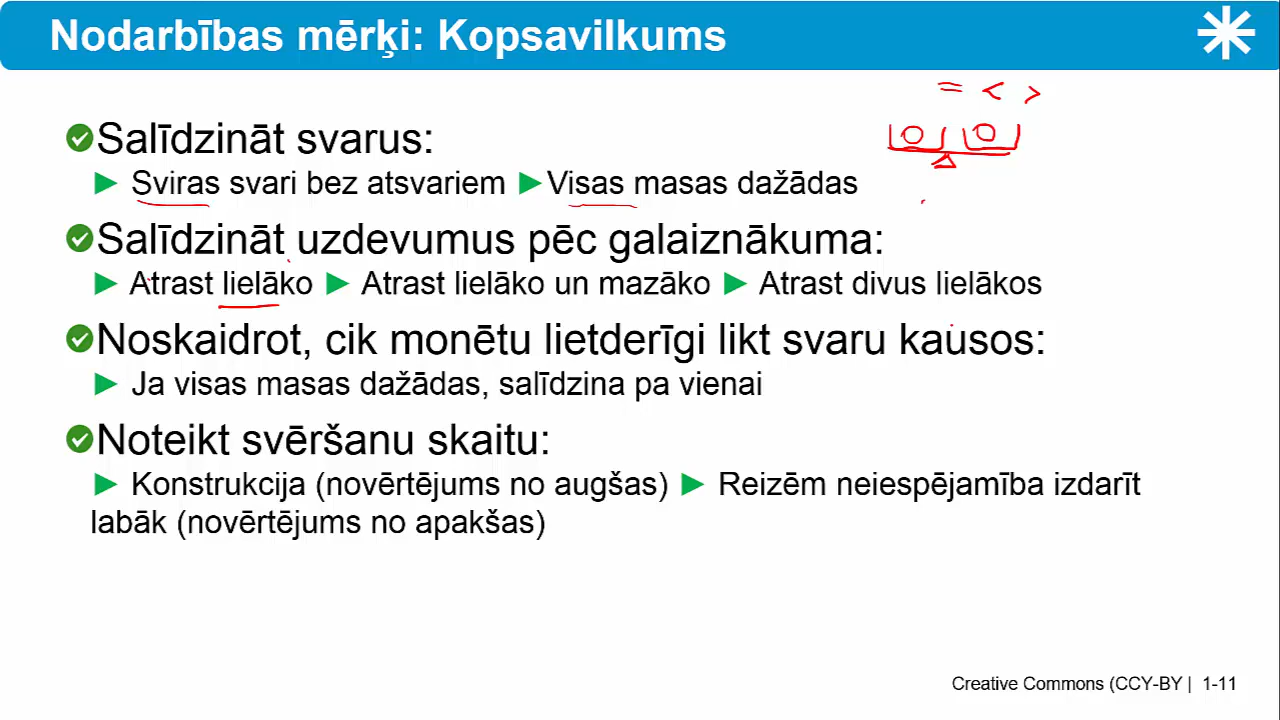 Nodarbības mērķi: Kopsavilkums
= < >
Salīdzināt svarus:
► Sviras svari bez atsvariem ►Visas masas dažādas
Salīdzināt uzdevumus pēc galaiznākuma:
► Atrast lielāko ► Atrast lielāko un mazāko ► Atrast divus lielākos
Noskaidrot, cik monētu lietderīgi likt svaru kausos:
► Ja visas masas dažādas, salīdzina pa vienai
Noteikt svēršanu skaitu:
► Konstrukcija (novērtējums no augšas) ► Reizēm neiespējamība izdarīt
labāk (novērtējums no apakšas)
Creative Commons (CCY-BY | 1-11